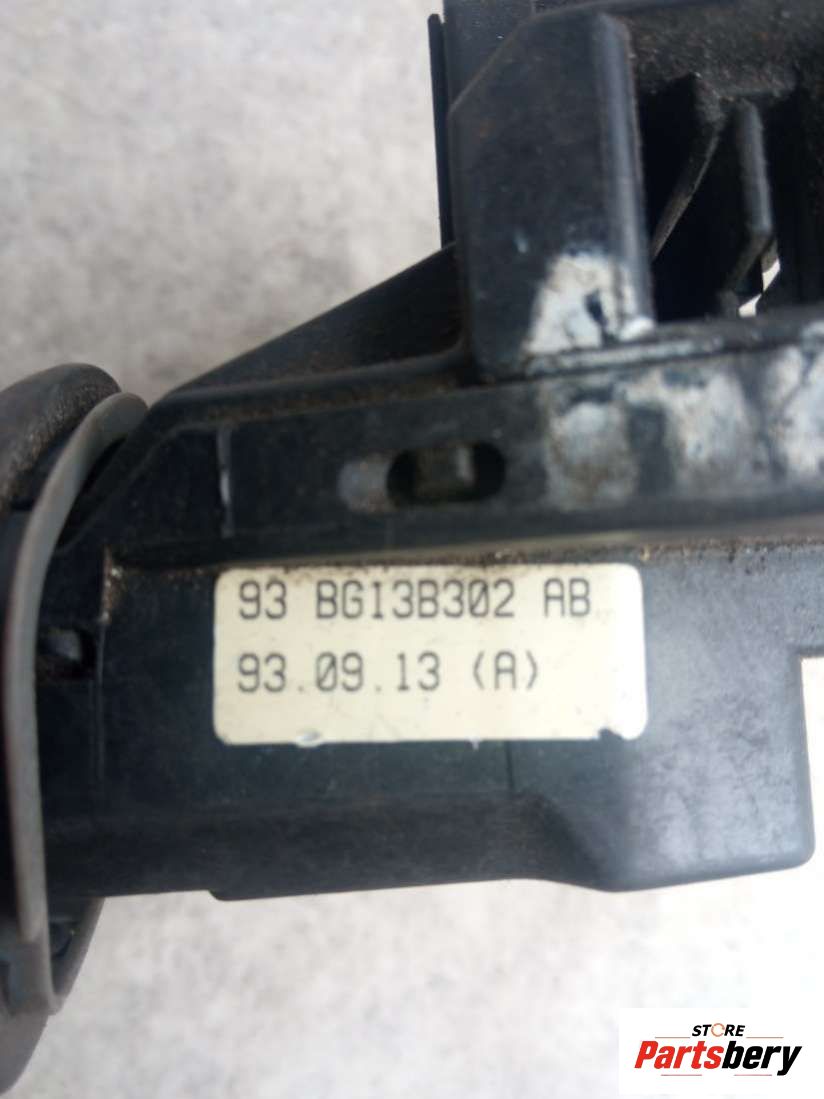 93 BG13B302 AB
93.09.13 (A)
STORE
Partsbery